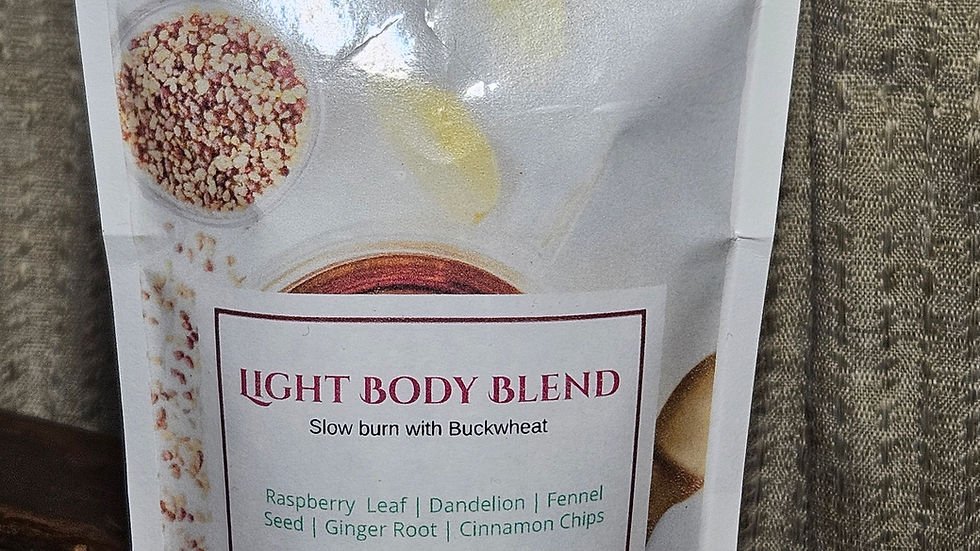 Light Body Blend
Slow burn with Buckwheat
Raspberry Leaf | Dandelion | Fennel
Seed | Ginger Root | Cinnamon Chips